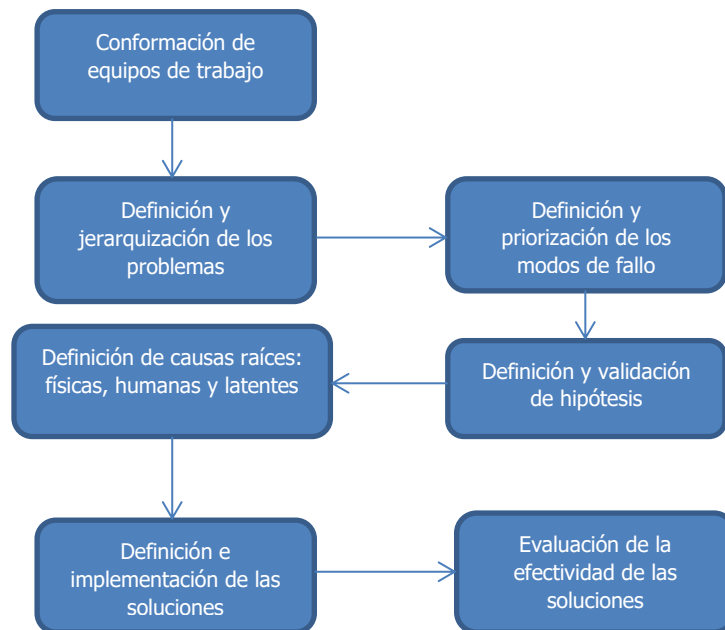 Conformación de
equipos de trabajo
Definición y
jerarquización de los
problemas
Definición y
priorización de los
modos de fallo
Definición y validación
de hipótesis
Definición de causas raíces:
físicas, humanas y latentes
Definición e
implementación de las
soluciones
Evaluación de la
efectividad de las
soluciones